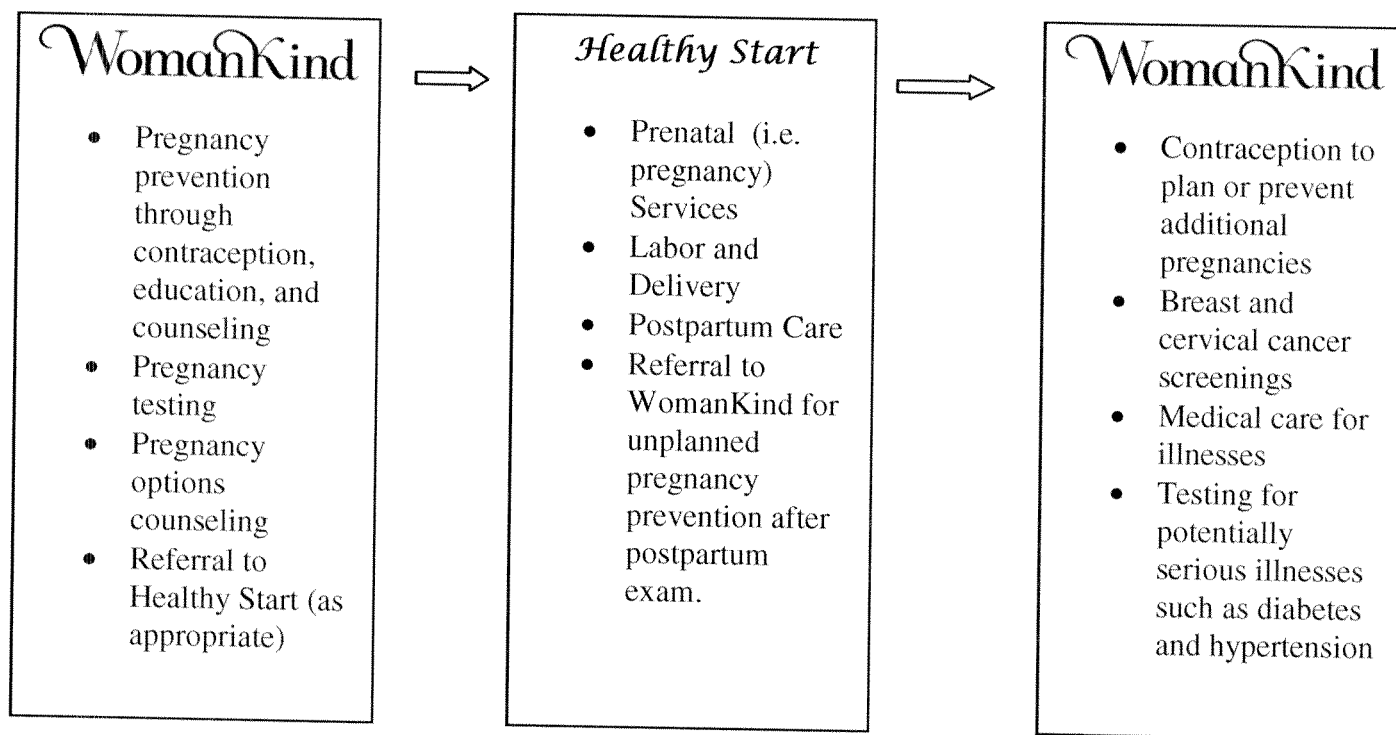 WomanKind
• Pregnancy
prevention
through
contraception,
education, and
counseling
• Pregnancy
testing
• Pregnancy
options
counseling
• Referral to
Healthy Start (as
appropriate)
Healthy Start
• Prenatal (i.e.
pregnancy)
Services
• Labor and
Delivery
• Postpartum Care
• Referral to
WomanKind for
unplanned
pregnancy
prevention after
postpartum
exam.
WomanKind
• Contraception to
plan or prevent
additional
pregnancies
• Breast and
cervical cancer
screenings
• Medical care for
illnesses
• Testing for
potentially
serious illnesses
such as diabetes
and hypertension